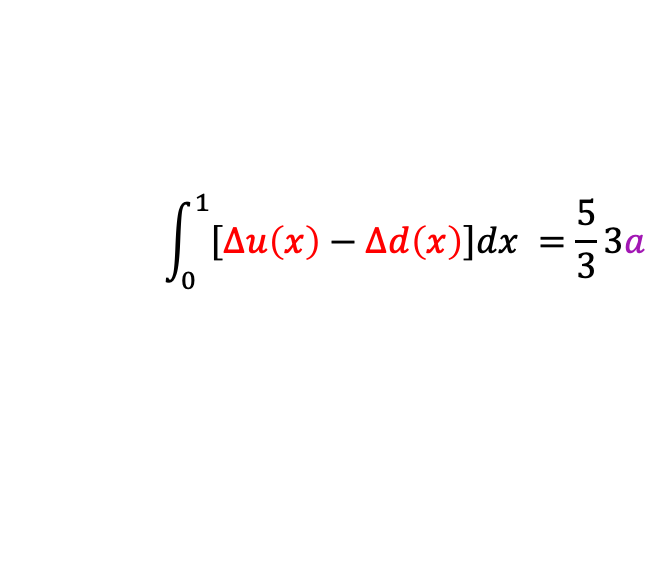 ∫₀¹ [Δu(x) − Δd(x)]dx = 5/3 3a